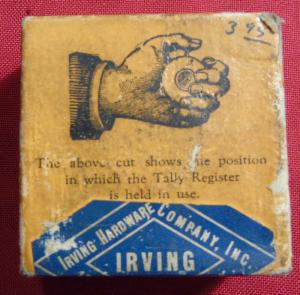 3 95
The above cut shows the position
in which the Tally Register
is held in use.
IRVING HARDWARE COMPANY, INC.
IRVING